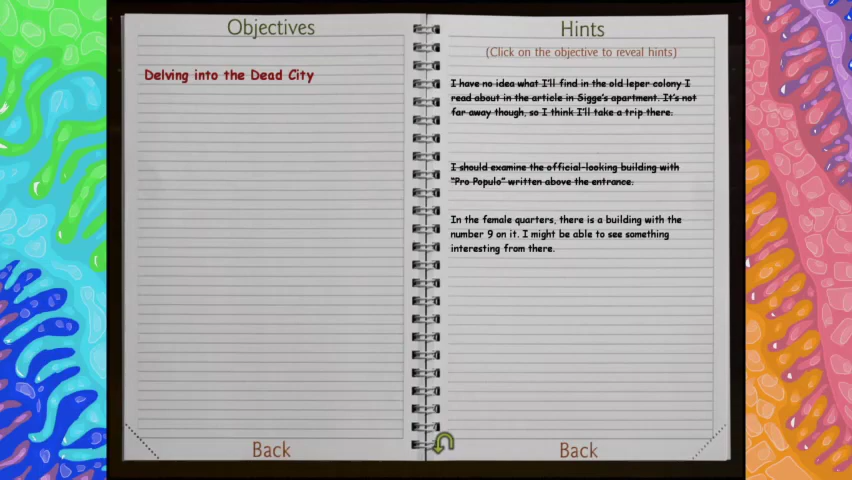 Objectives
Delving into the Dead City
Back
Hints
(Click on the objective to reveal hints)
I have no idea what I'll find in the old leper colony I
read about in the article in Sigge's apartment. It's not
far away though, so I think I'll take a trip there.
I should examine the official-looking building with
"Pro Populo" written above the entrance.
In the female quarters, there is a building with the
number 9 on it. I might be able to see something
interesting from there.
Back